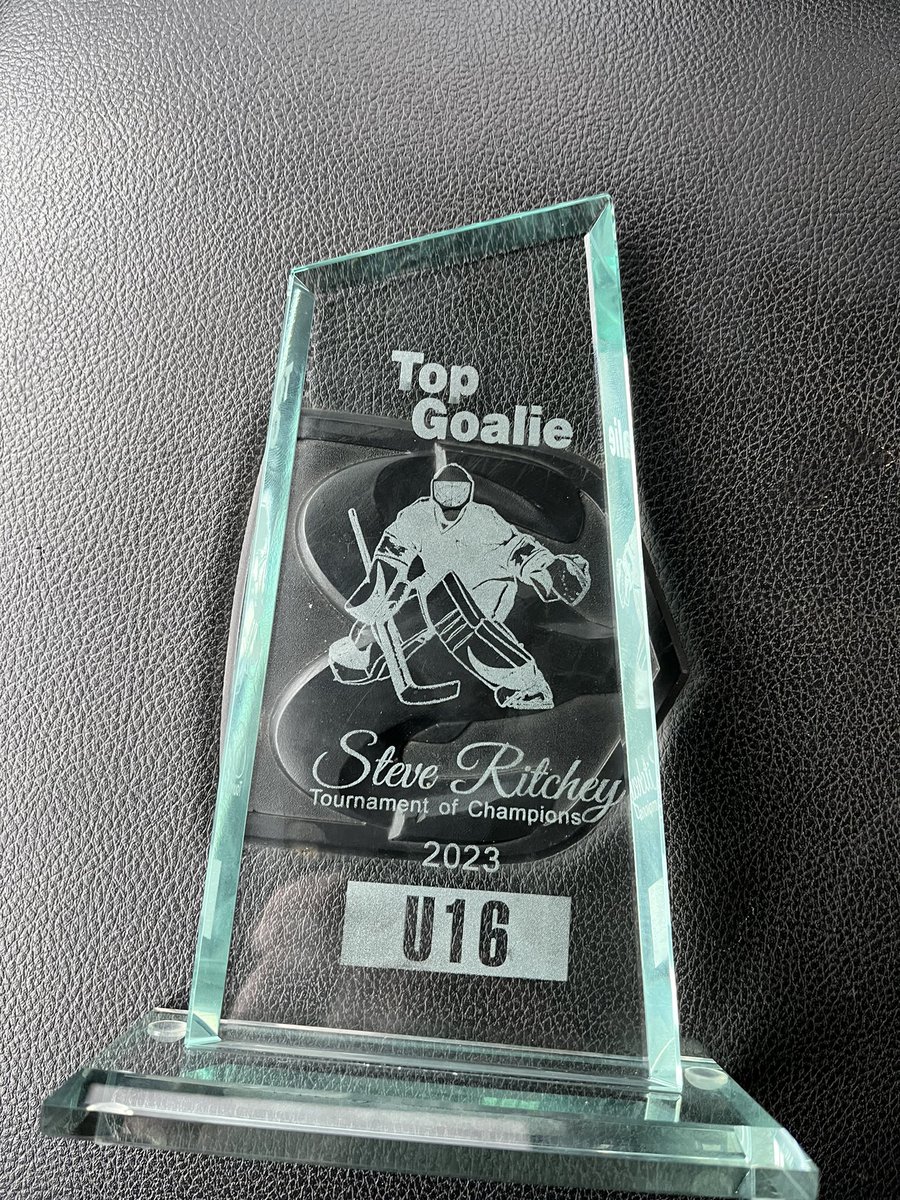 Top
Goalie
Steve Ritchey
Tournament of Champions
2023
U16